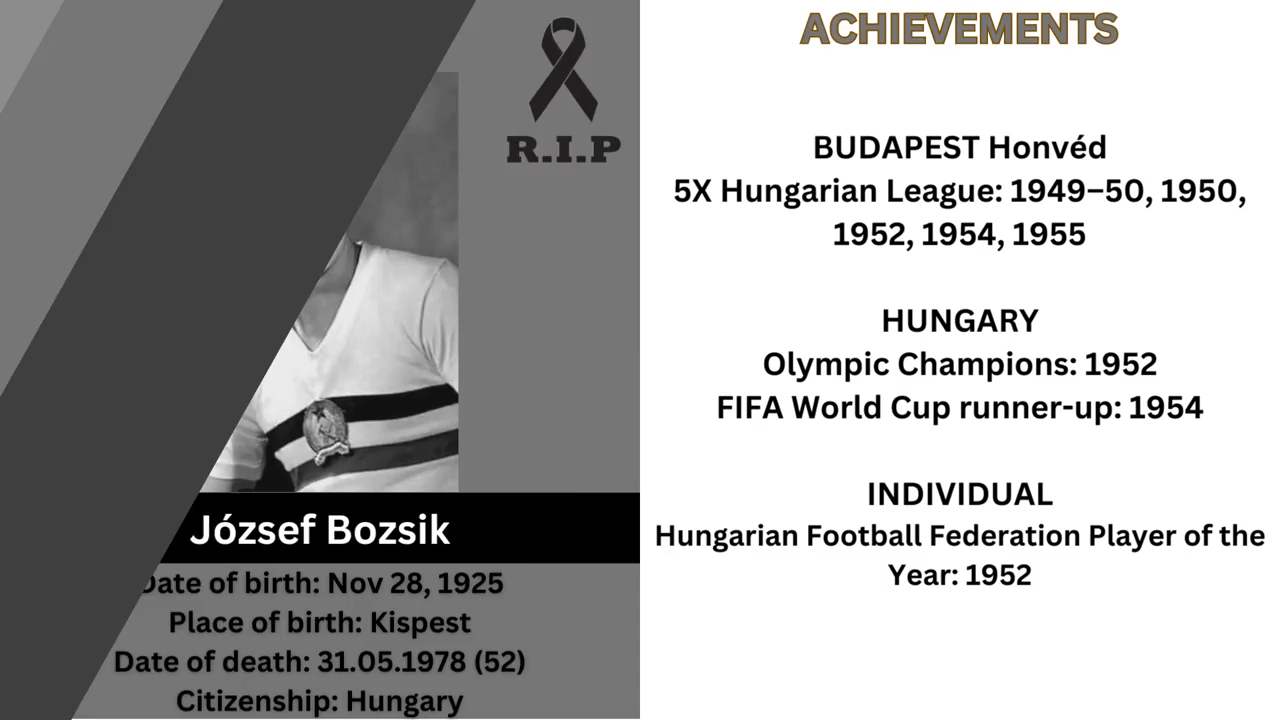 R.I.P
József Bozsik
Date of birth: Nov 28, 1925
Place of birth: Kispest
Date of death: 31.05.1978 (52)
Citizenship: Hungary
ACHIEVEMENTS
BUDAPEST Honvéd
5X Hungarian League: 1949–50, 1950,
1952, 1954, 1955
HUNGARY
Olympic Champions: 1952
FIFA World Cup runner-up: 1954
INDIVIDUAL
Hungarian Football Federation Player of the
Year: 1952